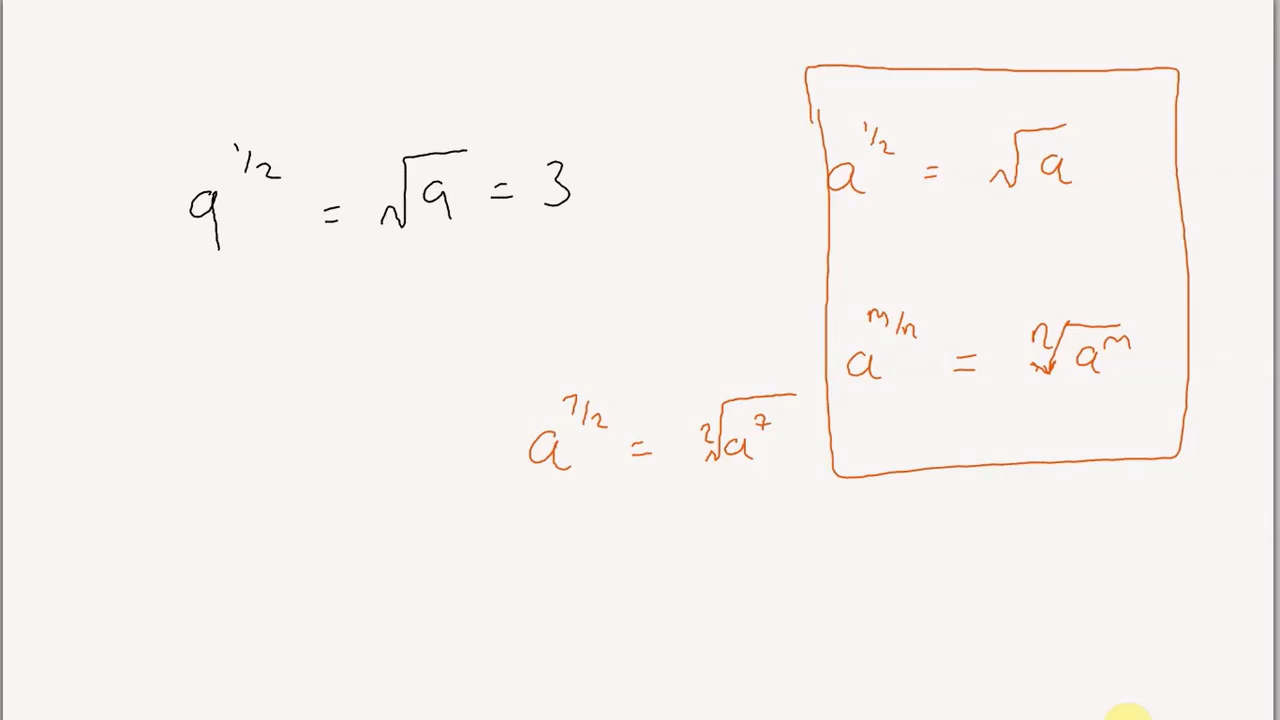 9^{1/2} = √9 = 3
a^{1/2} = √a
a^{m/n} = ⁿ√a^m
a^{7/2} = ²√a^7